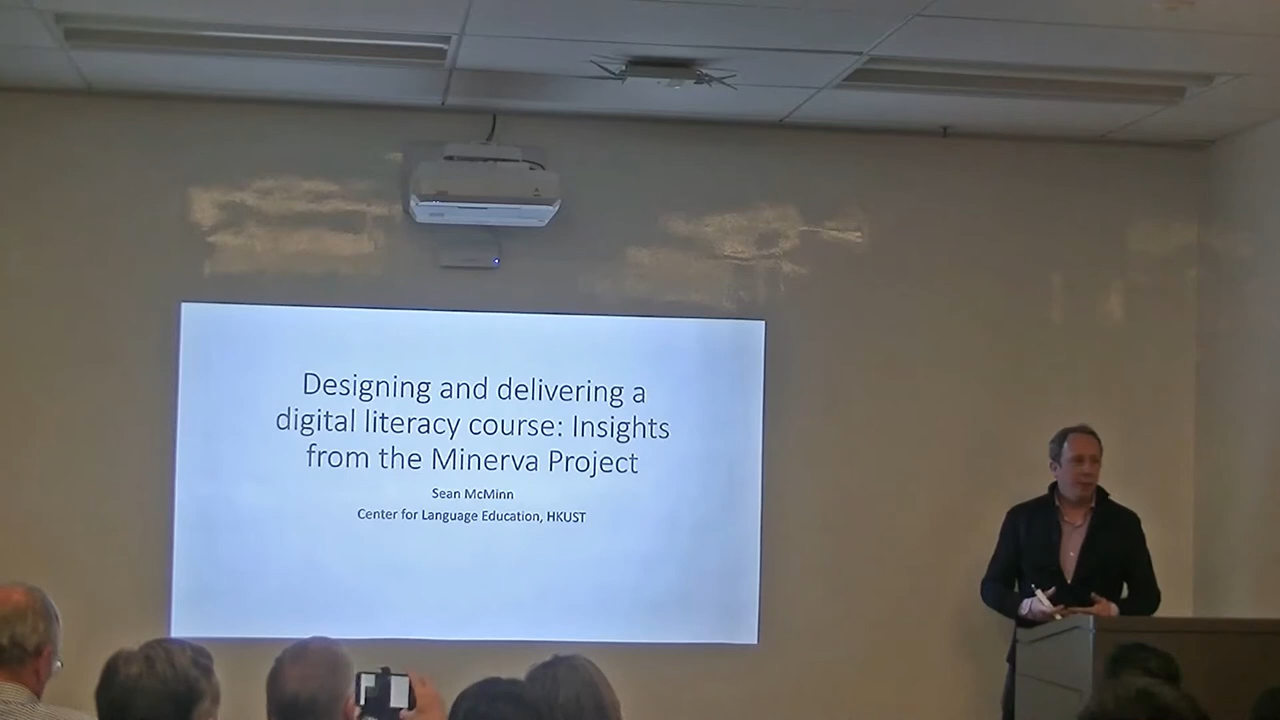 Designing and delivering a
digital literacy course: Insights
from the Minerva Project
Sean McMinn
Center for Language Education, HKUST